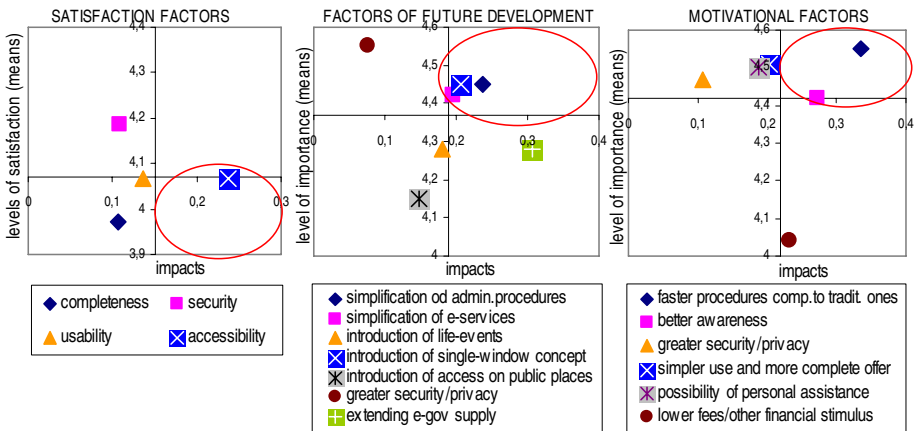 SATISFACTION FACTORS
levels of satisfaction (means)
4,4
4,3
4,2
4,1
4
3,9
0
0,1
0,2
0,3
impacts
completeness
security
usability
accessibility
FACTORS OF FUTURE DEVELOPMENT
level of importance (means)
4,6
4,5
4,4
4,3
4,2
4,1
4
0
0,1
0,2
0,3
0,4
impacts
simplification od admin.procedures
simplification of e-services
introduction of life-events
introduction of single-window concept
introduction of access on public places
greater security/privacy
extending e-gov supply
MOTIVATIONAL FACTORS
level of importance (means)
4,6
4,5
4,4
4,3
4,2
4,1
4
0
0,1
0,2
0,3
0,4
impacts
faster procedures comp.to tradit. ones
better awareness
greater security/privacy
simpler use and more complete offer
possibility of personal assistance
lower fees/other financial stimulus